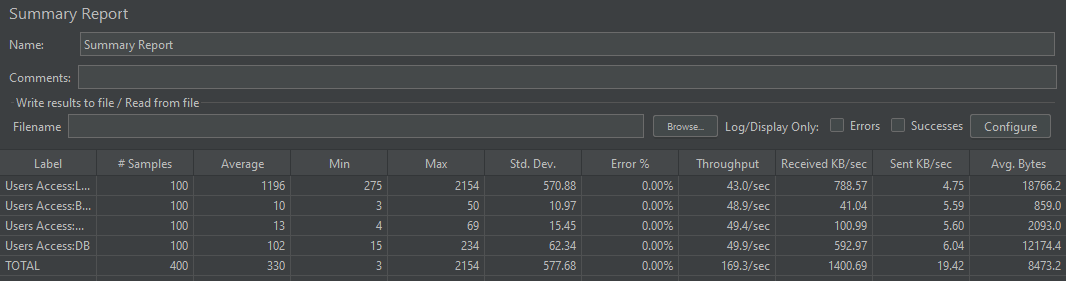 Summary Report
Name: Summary Report
Comments:
Write results to file / Read from file
Filename Browse... Log/Display Only: Errors Successes Configure
Label # Samples Average Min Max Std. Dev. Error % Throughput Received KB/sec Sent KB/sec Avg. Bytes
Users Access:L... 100 1196 275 2154 570.88 0.00% 43.0/sec 788.57 4.75 18766.2
Users Access:B... 100 10 3 50 10.97 0.00% 48.9/sec 41.04 5.59 859.0
Users Access:... 100 13 4 69 15.45 0.00% 49.4/sec 100.99 5.60 2093.0
Users Access:DB 100 102 15 234 62.34 0.00% 49.9/sec 592.97 6.04 12174.4
TOTAL 400 330 3 2154 577.68 0.00% 169.3/sec 1400.69 19.42 8473.2